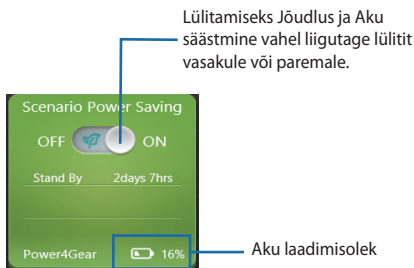 Lülitamiseks Jõudlus ja Aku
säästmine vahel liigutage lülitit
vasakule või paremale.
Scenario Power Saving
OFF ON
Stand By 2days 7hrs
Power4Gear 16%
Aku laadimisolek